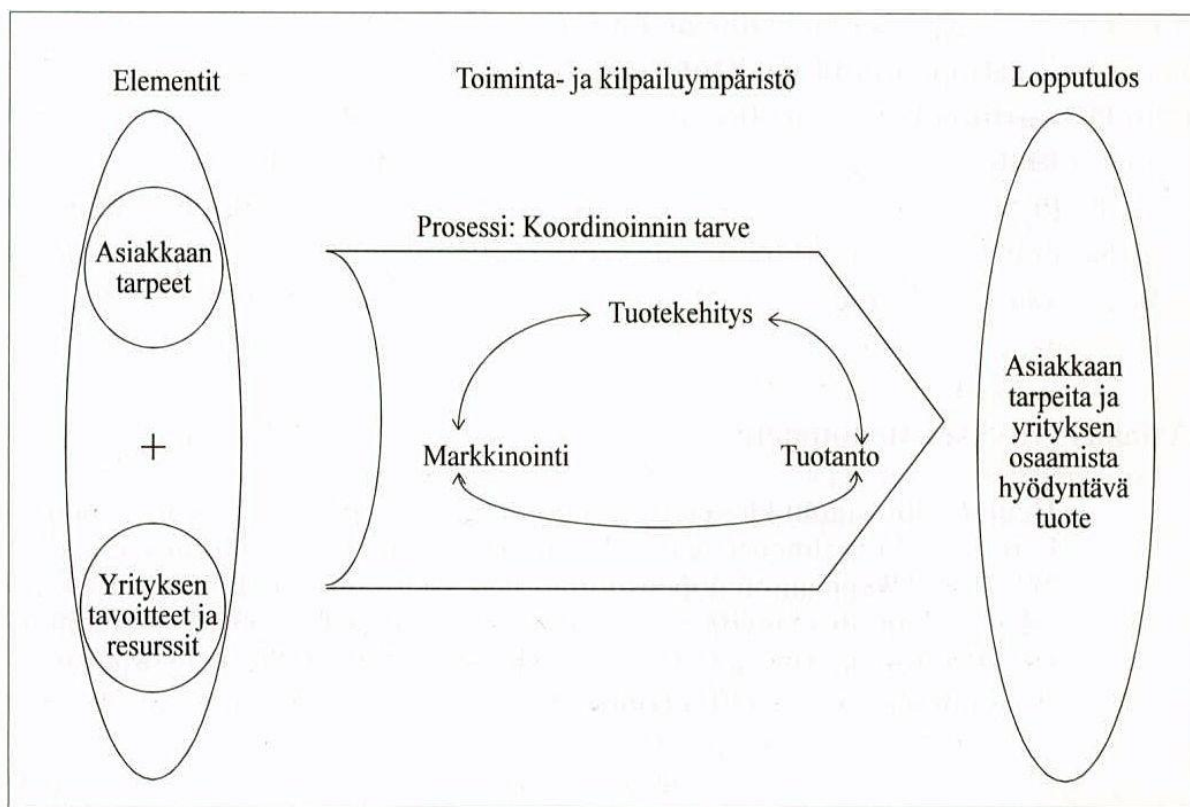 Elementit
Toiminta- ja kilpailuympäristö
Lopputulos
Prosessi: Koordinoinnin tarve
Asiakkaan
tarpeet
+
Yrityksen
tavoitteet ja
resurssit
Tuotekehitys
Markkinointi
Tuotanto
Asiakkaan
tarpeita ja
yrityksen
osaamista
hyödyntävä
tuote